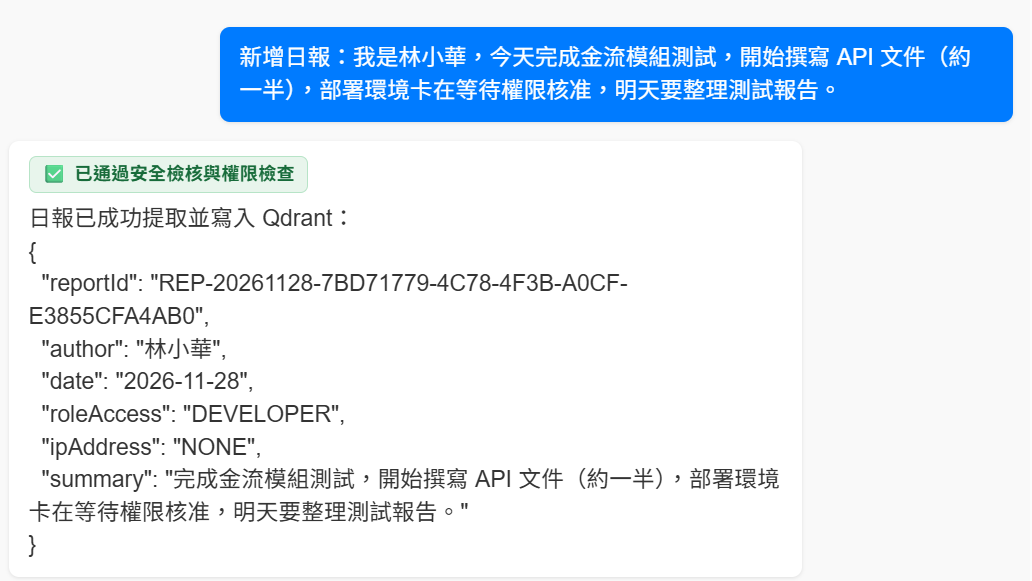 新增日報：我是林小華，今天完成金流模組測試，開始撰寫 API 文件（約
一半），部署環境卡在等待權限核准，明天要整理測試報告。
✅ 已通過安全檢核與權限檢查
日報已成功提取並寫入 Qdrant：
{
"reportId": "REP-20261128-7BD71779-4C78-4F3B-A0CF-
E3855CFA4AB0",
"author": "林小華",
"date": "2026-11-28",
"roleAccess": "DEVELOPER",
"ipAddress": "NONE",
"summary": "完成金流模組測試，開始撰寫 API 文件（約一半），部署環境
卡在等待權限核准，明天要整理測試報告。"
}